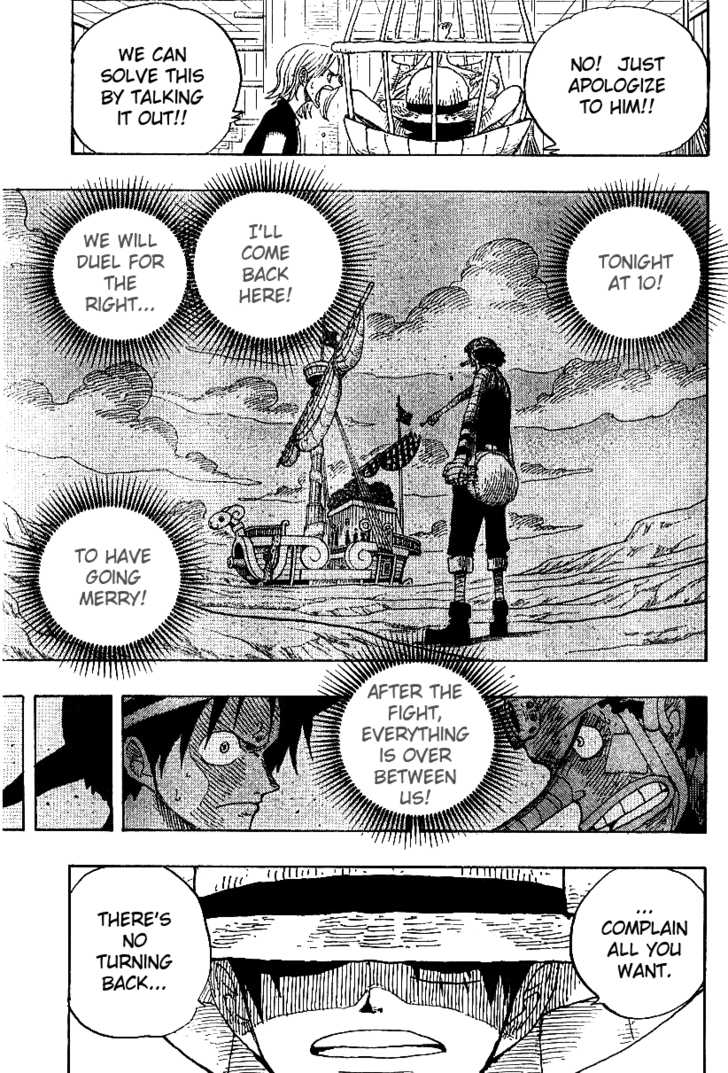 NO! JUST
APOLOGIZE
TO HIM!!
WE CAN
SOLVE THIS
BY TALKING
IT OUT!!
TONIGHT
AT 10!
I'LL
COME
BACK
HERE!
WE WILL
DUEL FOR
THE
RIGHT...
TO HAVE
GOING
MERRY!
AFTER THE
FIGHT,
EVERYTHING
IS OVER
BETWEEN
US!
...
COMPLAIN
ALL YOU
WANT.
THERE'S
NO
TURNING
BACK...